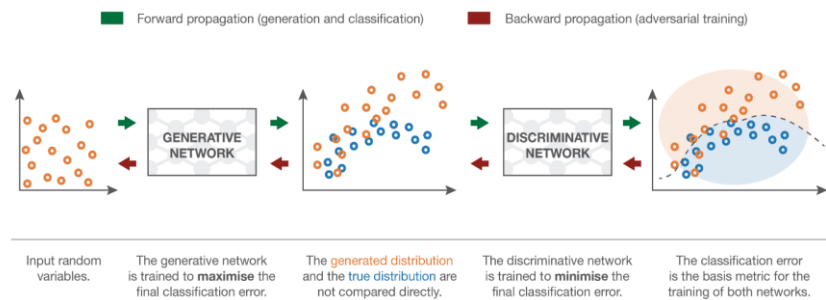 Forward propagation (generation and classification)
Backward propagation (adversarial training)
GENERATIVE
NETWORK
DISCRIMINATIVE
NETWORK
Input random
variables.
The generative network
is trained to maximise the
final classification error.
The generated distribution
and the true distribution are
not compared directly.
The discriminative network
is trained to minimise the
final classification error.
The classification error
is the basis metric for the
training of both networks.